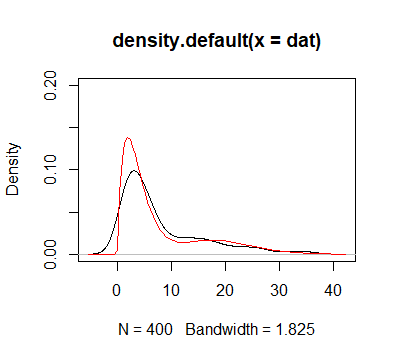 density.default(x = dat)
Density
0.20
0.10
0.00
0 10 20 30 40
N = 400 Bandwidth = 1.825